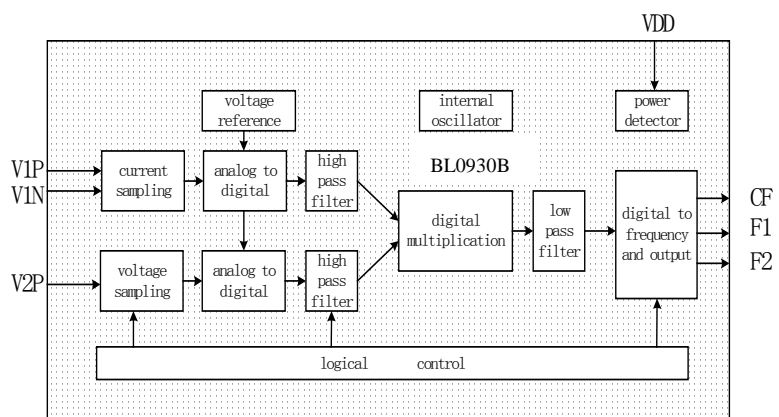 VDD
voltage
reference
internal
oscillator
power
detector
BL0930B
V1P
V1N
current
sampling
analog to
digital
high
pass
filter
digital
multiplication
low
pass
filter
digital to
frequency
and output
CF
F1
F2
V2P
voltage
sampling
analog to
digital
high
pass
filter
logical control